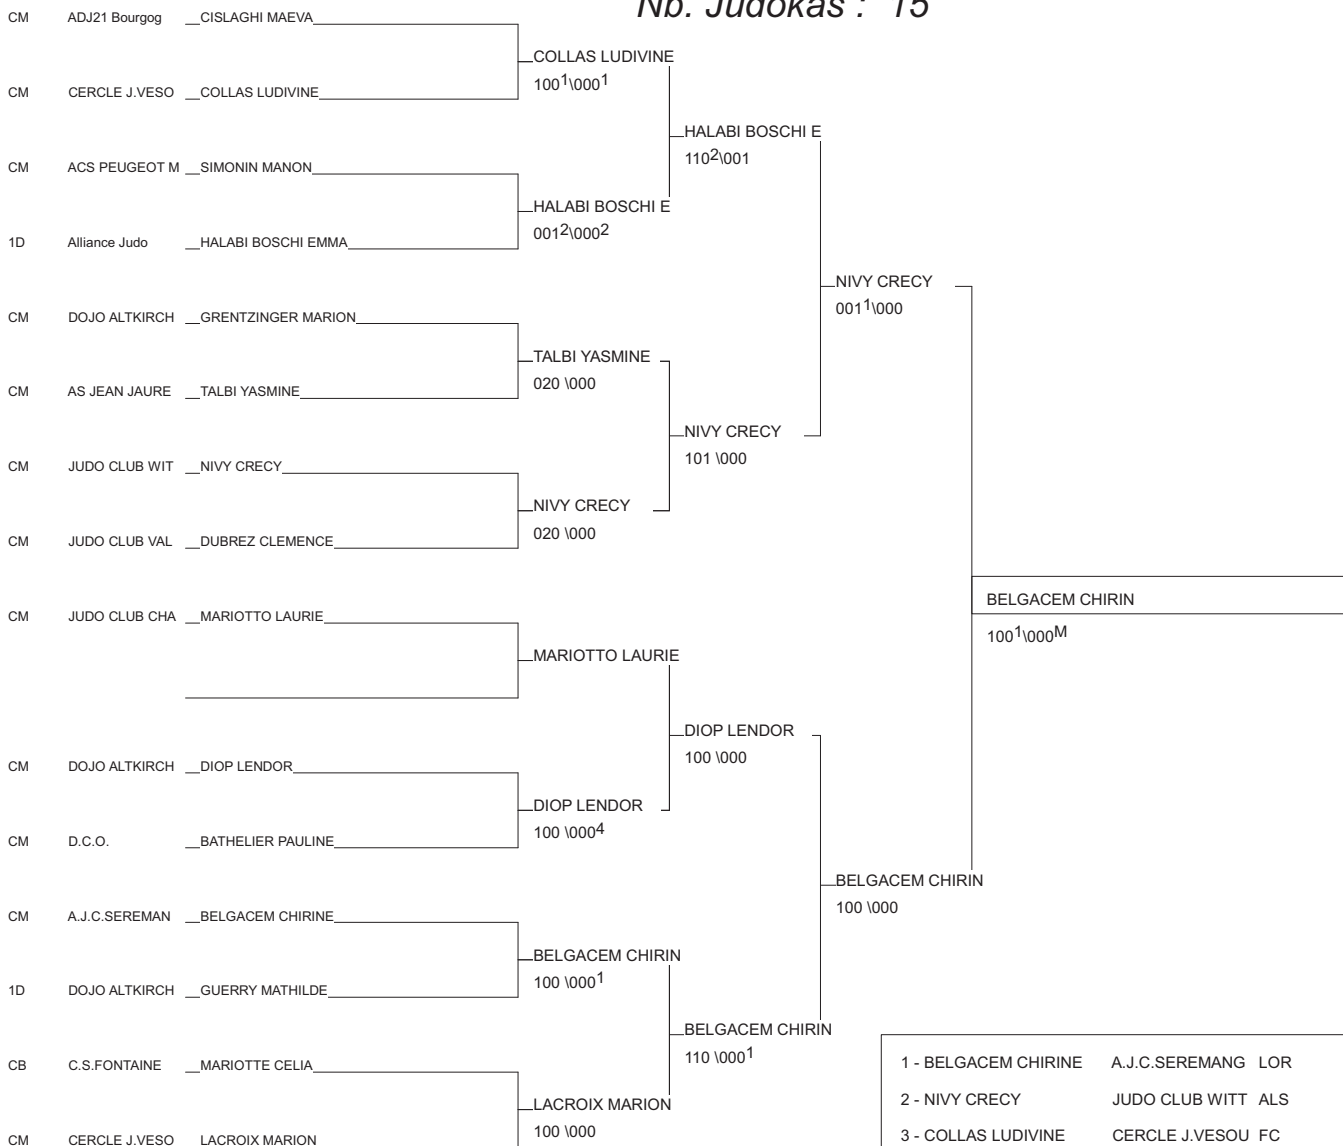 Nb. Judokas : 15
CM ADJ21 Bourgog CISLAGHI MAEVA
COLLAS LUDIVINE
100¹\000¹
CM CERCLE J.VESO COLLAS LUDIVINE
HALABI BOSCHI E
110²\001
CM ACS PEUGEOT M SIMONIN MANON
HALABI BOSCHI E
001²\000²
1D Alliance Judo HALABI BOSCHI EMMA
NIVY CRECY
001¹\000
CM DOJO ALTKIRCH GRENTZINGER MARION
TALBI YASMINE
020 \000
CM AS JEAN JAURE TALBI YASMINE
NIVY CRECY
101 \000
CM JUDO CLUB WIT NIVY CRECY
NIVY CRECY
020 \000
CM JUDO CLUB VAL DUBREZ CLEMENCE
BELGACEM CHIRIN
100¹\000ᴹ
CM JUDO CLUB CHA MARIOTTO LAURIE
MARIOTTO LAURIE
DIOP LENDOR
100 \000
CM DOJO ALTKIRCH DIOP LENDOR
DIOP LENDOR
100 \000⁴
CM D.C.O. BATHELIER PAULINE
BELGACEM CHIRIN
100 \000
CM A.J.C.SEREMAN BELGACEM CHIRINE
BELGACEM CHIRIN
100 \000¹
1D DOJO ALTKIRCH GUERRY MATHILDE
BELGACEM CHIRIN
110 \000¹
CB C.S.FONTAINE MARIOTTE CELIA
LACROIX MARION
100 \000
CM CERCLE J.VESO LACROIX MARION
1 - BELGACEM CHIRINE A.J.C.SEREMANG LOR
2 - NIVY CRECY JUDO CLUB WITT ALS
3 - COLLAS LUDIVINE CERCLE J.VESOU FC